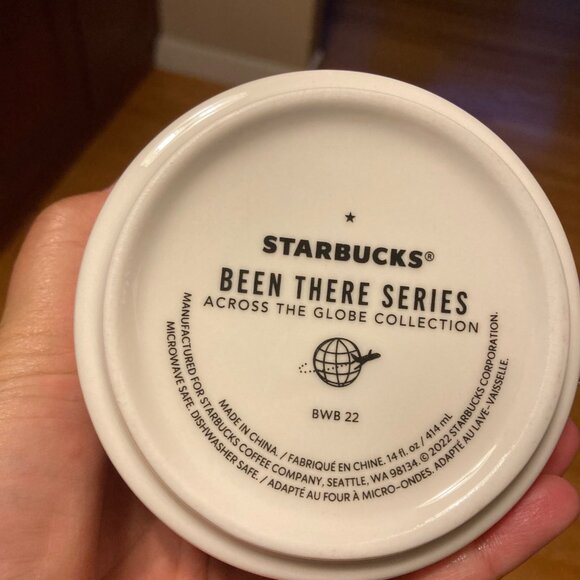 STARBUCKS®
BEEN THERE SERIES
ACROSS THE GLOBE COLLECTION
BWB 22
MADE IN CHINA. / FABRIQUÉ EN CHINE. 14 fl. oz / 414 mL
MANUFACTURED FOR STARBUCKS COFFEE COMPANY, SEATTLE, WA 98134. © 2022 STARBUCKS CORPORATION.
MICROWAVE SAFE. DISHWASHER SAFE. / ADAPTÉ AU FOUR À MICRO-ONDES. ADAPTÉ AU LAVE-VAISSELLE.